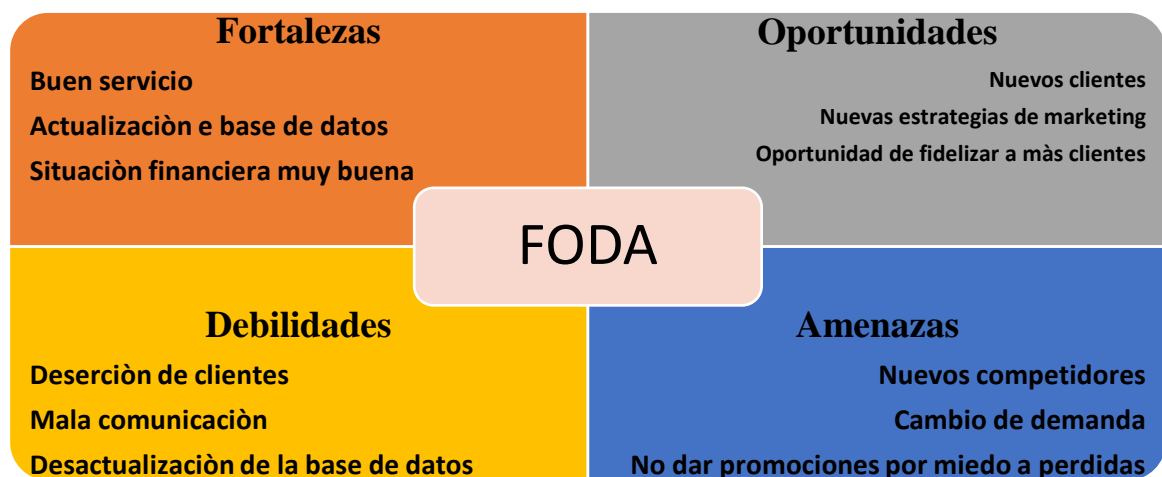 Fortalezas
Buen servicio
Actualizaciòn e base de datos
Situaciòn financiera muy buena
Oportunidades
Nuevos clientes
Nuevas estrategias de marketing
Oportunidad de fidelizar a màs clientes
FODA
Debilidades
Deserciòn de clientes
Mala comunicaciòn
Desactualizaciòn de la base de datos
Amenazas
Nuevos competidores
Cambio de demanda
No dar promociones por miedo a perdidas